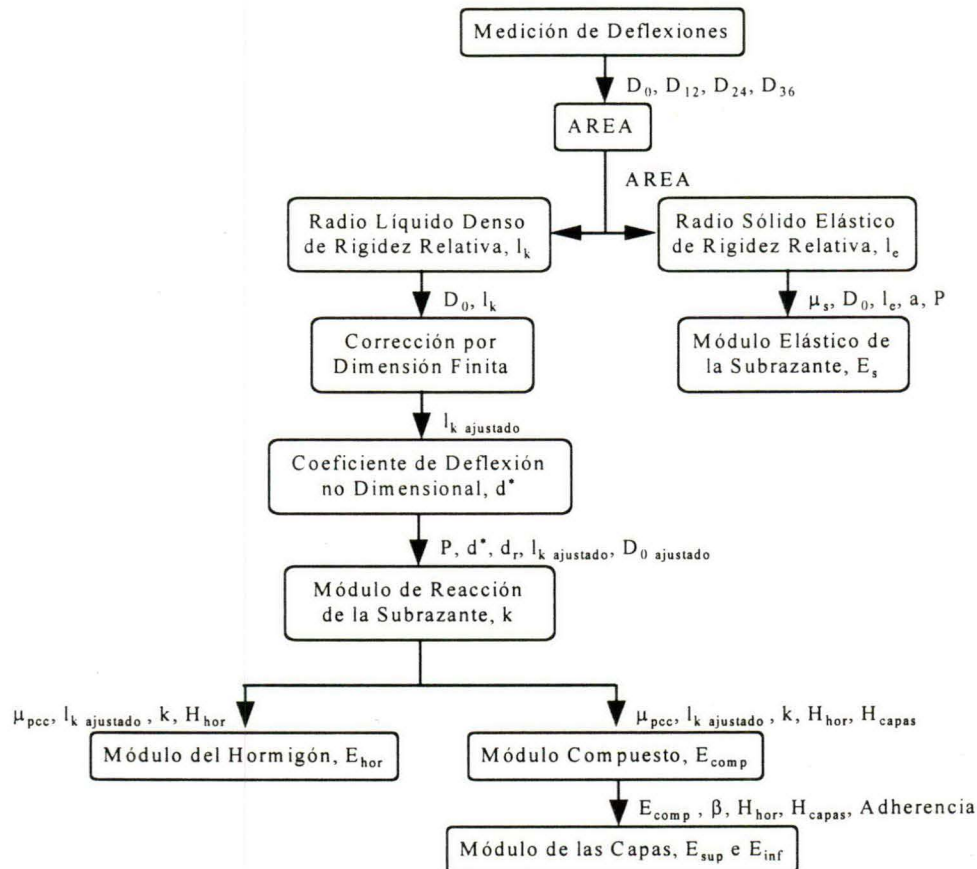 Medición de Deflexiones
D₀, D₁₂, D₂₄, D₃₆
AREA
AREA
Radio Líquido Denso
de Rigidez Relativa, lₖ
Radio Sólido Elástico
de Rigidez Relativa, lₑ
D₀, lₖ
μₛ, D₀, lₑ, a, P
Corrección por
Dimensión Finita
Módulo Elástico de
la Subrazante, Eₛ
lₖ ajustado
Coeficiente de Deflexión
no Dimensional, d*
P, d*, dᵣ, lₖ ajustado, D₀ ajustado
Módulo de Reacción
de la Subrazante, k
μpcc, lₖ ajustado , k, Hhor
μpcc, lₖ ajustado , k, Hhor, Hcapas
Módulo del Hormigón, Ehor
Módulo Compuesto, Ecomp
Ecomp , β, Hhor, Hcapas, Adherencia
Módulo de las Capas, Esup e Einf